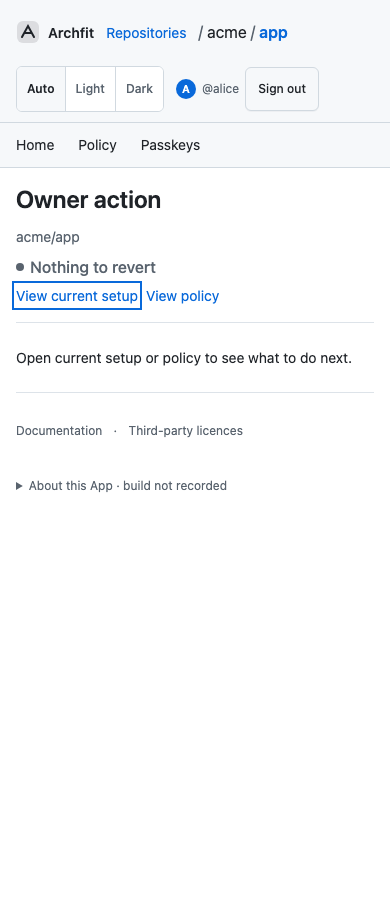 Archfit Repositories / acme / app
Auto Light Dark A @alice Sign out
Home Policy Passkeys
Owner action
acme/app
Nothing to revert
View current setup View policy
Open current setup or policy to see what to do next.
Documentation · Third-party licences
About this App · build not recorded